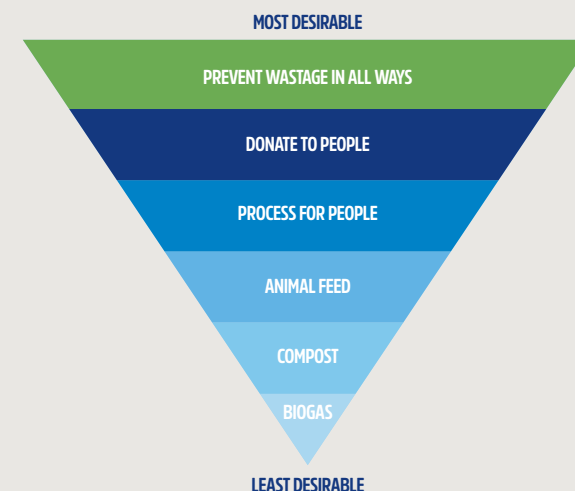 MOST DESIRABLE
PREVENT WASTAGE IN ALL WAYS
DONATE TO PEOPLE
PROCESS FOR PEOPLE
ANIMAL FEED
COMPOST
BIOGAS
LEAST DESIRABLE